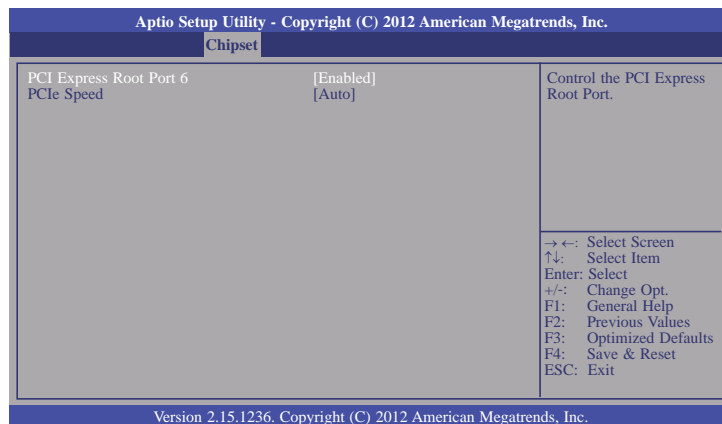 Aptio Setup Utility - Copyright (C) 2012 American Megatrends, Inc.
Chipset
PCI Express Root Port 6 [Enabled]
PCIe Speed [Auto]
Control the PCI Express
Root Port.
→←: Select Screen
↑↓: Select Item
Enter: Select
+/-: Change Opt.
F1: General Help
F2: Previous Values
F3: Optimized Defaults
F4: Save & Reset
ESC: Exit
Version 2.15.1236. Copyright (C) 2012 American Megatrends, Inc.